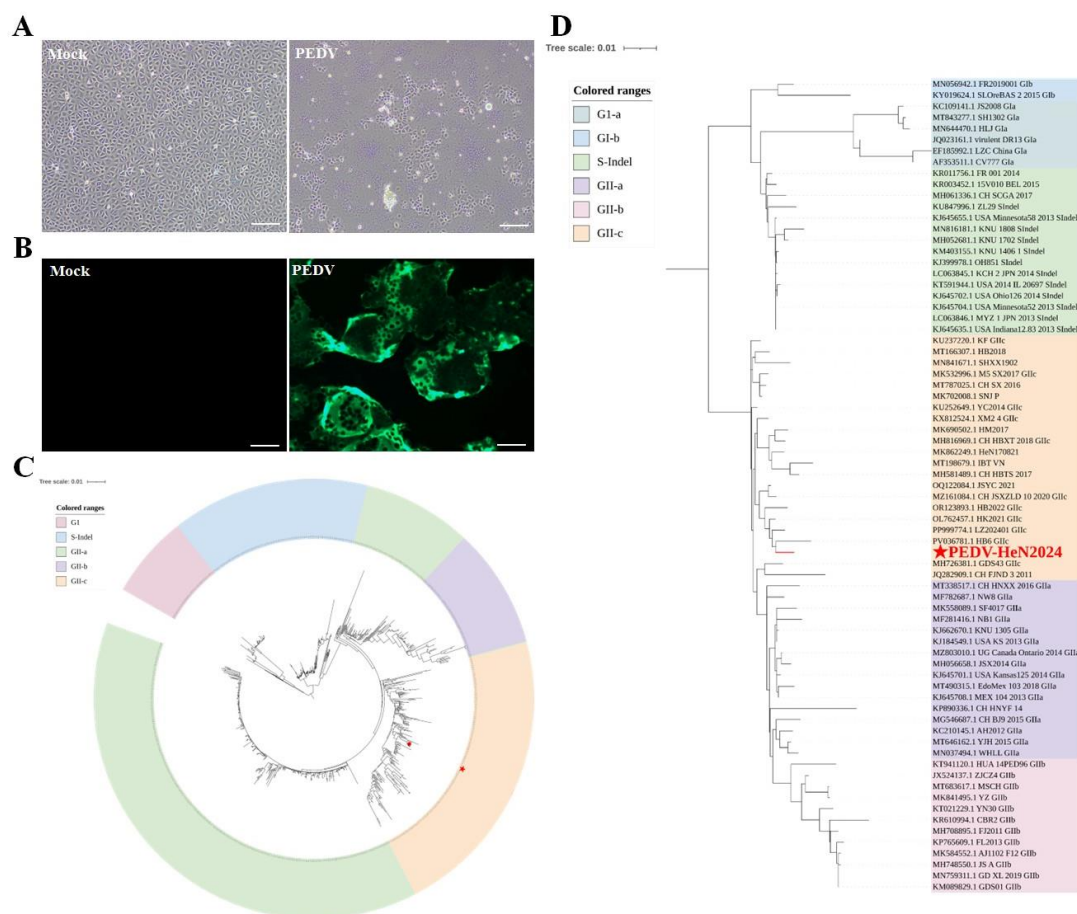 A
Mock
PEDV
B
Mock
PEDV
C
Tree scale: 0.01
Colored ranges
G1
S-Indel
GII-a
GII-b
GII-c
D
Tree scale: 0.01
Colored ranges
G1-a
GI-b
S-Indel
GII-a
GII-b
GII-c
MN056942.1 FR2019001 GIb
KY019624.1 SLOreBAS 2 2015 GIb
KC109141.1 JS2008 GIa
MT843277.1 SH1302 GIa
MN644470.1 HLJ GIa
JQ023161.1 virulent DR13 GIa
EF185992.1 LZC China GIa
AF353511.1 CV777 GIa
KR011756.1 FR 001 2014
KR003452.1 15V010 BEL 2015
MH061336.1 CH SCGA 2017
KU847996.1 ZL29 SIndel
KJ645655.1 USA Minnesota58 2013 SIndel
MN816181.1 KNU 1808 SIndel
MH052681.1 KNU 1702 SIndel
KM403155.1 KNU 1406 1 SIndel
KJ399978.1 OH851 SIndel
LC063845.1 KCH 2 JPN 2014 SIndel
KT591944.1 USA 2014 IL 20697 SIndel
KJ645702.1 USA Ohio126 2014 SIndel
KJ645704.1 USA Minnesota52 2013 SIndel
LC063846.1 MYZ 1 JPN 2013 SIndel
KJ645635.1 USA Indiana12.83 2013 SIndel
KU237220.1 KF GIIc
MT166307.1 HB2018
MN841671.1 SHXX1902
MK532996.1 M5 SX2017 GIIc
MT787025.1 CH SX 2016
MK702008.1 SNJ P
KU252649.1 YC2014 GIIc
KX812524.1 XM2 4 GIIc
MK690502.1 HM2017
MH816969.1 CH HBXT 2018 GIIc
MK862249.1 HeN170821
MT198679.1 IBT VN
MH581489.1 CH HBTS 2017
OQ122084.1 JSYC 2021
MZ161084.1 CH JSXZLD 10 2020 GIIc
OR123893.1 HB2022 GIIc
OL762457.1 HK2021 GIIc
PP999774.1 LZ202401 GIIc
PV036781.1 HB6 GIIc
★PEDV-HeN2024
MH726381.1 GDS43 GIIc
JQ282909.1 CH FJND 3 2011
MT338517.1 CH HNXX 2016 GIIa
MF782687.1 NW8 GIIa
MK558089.1 SF4017 GIIa
MF281416.1 NB1 GIIa
KJ662670.1 KNU 1305 GIIa
KJ184549.1 USA KS 2013 GIIa
MZ803010.1 UG Canada Ontario 2014 GIIa
MH056658.1 JSX2014 GIIa
KJ645701.1 USA Kansas125 2014 GIIa
MT490315.1 EdoMex 103 2018 GIIa
KJ645708.1 MEX 104 2013 GIIa
KP890336.1 CH HNYF 14
MG546687.1 CH BJ9 2015 GIIa
KC210145.1 AH2012 GIIa
MT646162.1 YJH 2015 GIIa
MN037494.1 WHLL GIIa
KT941120.1 HUA 14PED96 GIIb
JX524137.1 ZJCZ4 GIIb
MT683617.1 MSCH GIIb
MK841495.1 YZ GIIb
KT021229.1 YN30 GIIb
KR610994.1 CBR2 GIIb
MH708895.1 FJ2011 GIIb
KP765609.1 FL2013 GIIb
MK584552.1 AJ1102 F12 GIIb
MH748550.1 JS A GIIb
MN759311.1 GD XL 2019 GIIb
KM089829.1 GDS01 GIIb